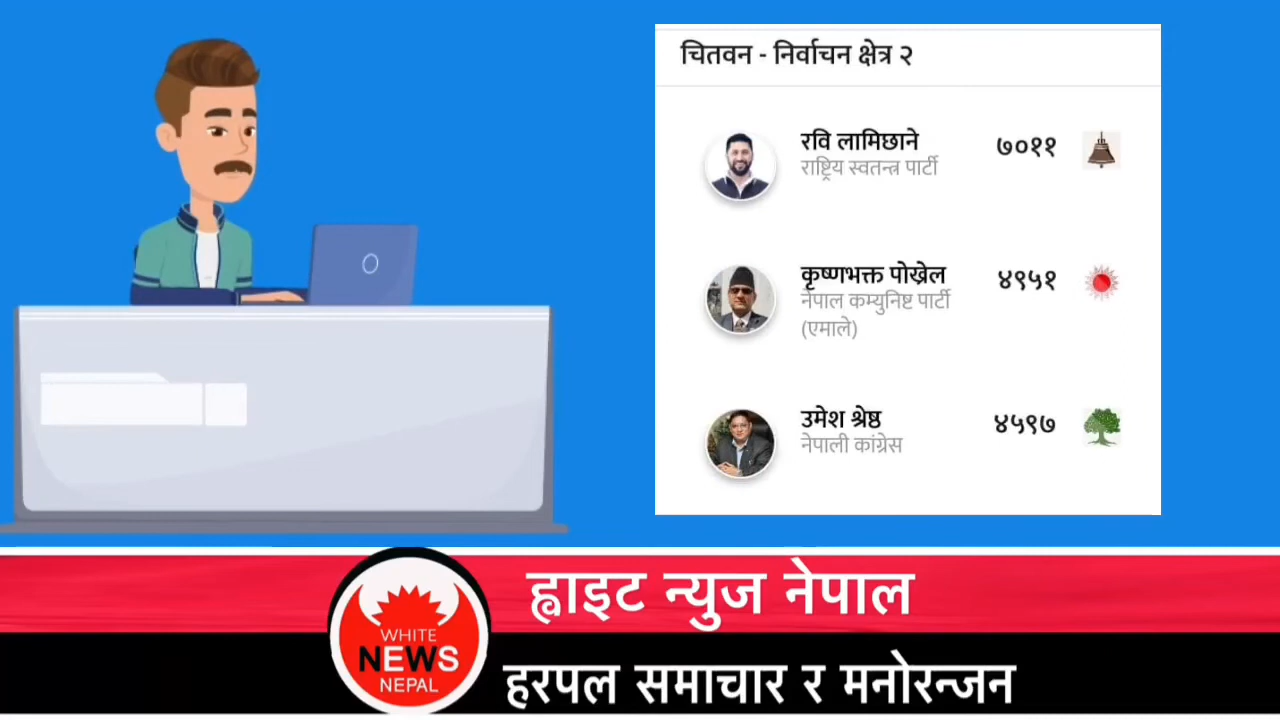 चितवन - निर्वाचन क्षेत्र २
रवि लामिछाने ७०११
राष्ट्रिय स्वतन्त्र पार्टी
कृष्णभक्त पोख्रेल ४९५१
नेपाल कम्युनिष्ट पार्टी
(एमाले)
उमेश श्रेष्ठ ४५९७
नेपाली कांग्रेस
ह्वाइट न्युज नेपाल
WHITE
NEWS
NEPAL
हरपल समाचार र मनोरन्जन